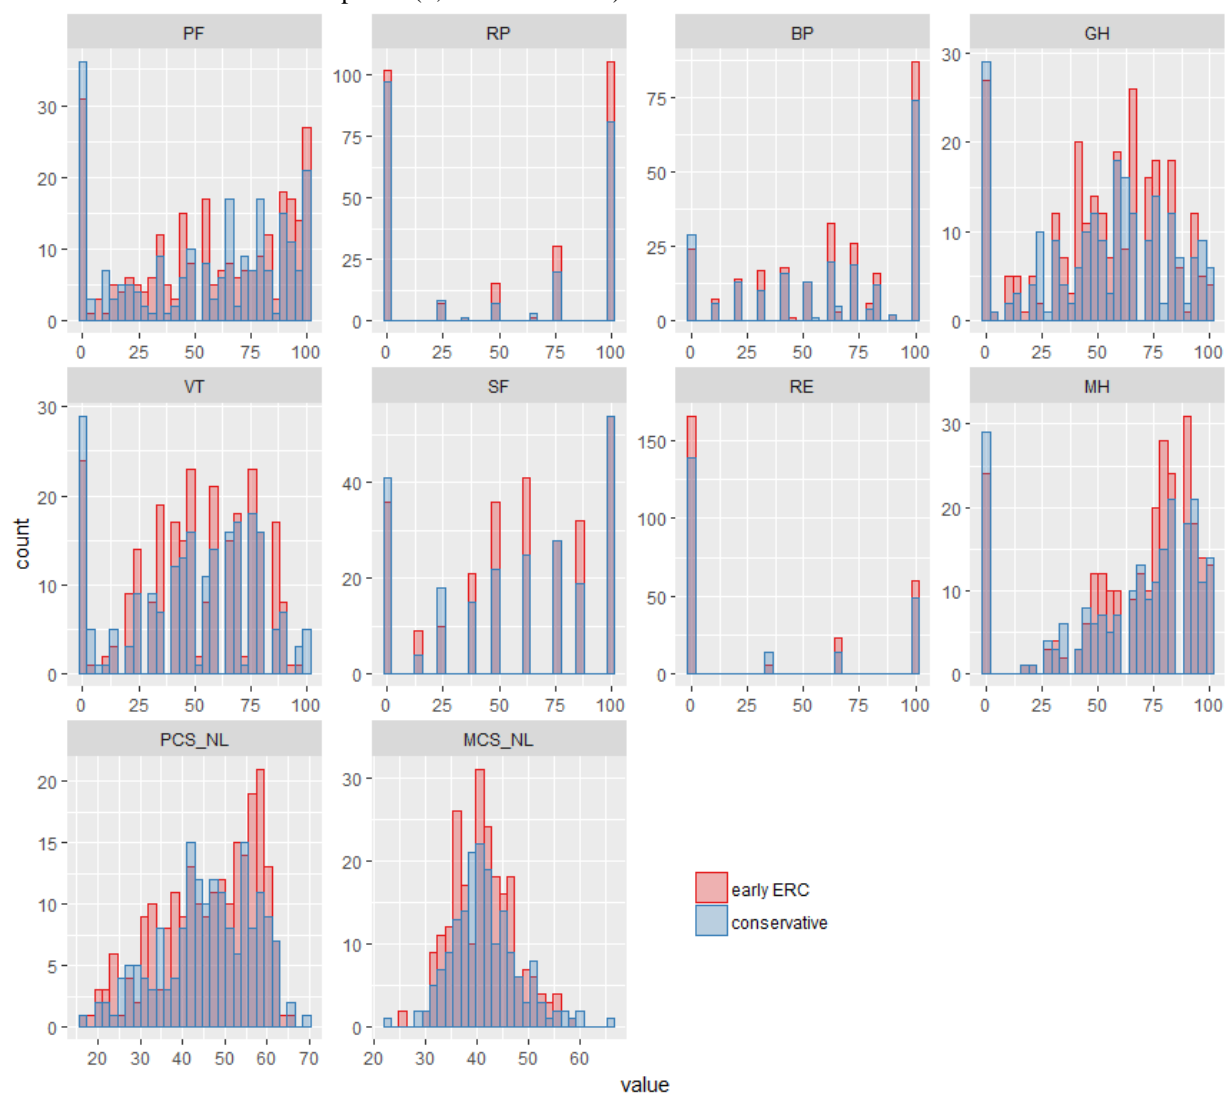 PF RP BP GH
100
30 75 75 30
20 50 50 20
10 25 25 10
0 0 0 0
0 25 50 75 100 0 25 50 75 100 0 25 50 75 100 0 25 50 75 100
VT SF RE MH
30 40 150 30
20 20 100 20
10 50 10
0 0 0 0
0 25 50 75 100 0 25 50 75 100 0 25 50 75 100 0 25 50 75 100
PCS_NL MCS_NL
20 30
15 20
10 10
5
0 0
20 30 40 50 60 70 20 30 40 50 60
count
value
early ERC
conservative